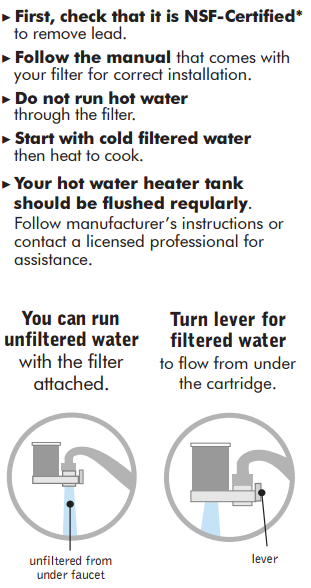 ▸ First, check that it is NSF-Certified*
to remove lead.
▸ Follow the manual that comes with
your filter for correct installation.
▸ Do not run hot water
through the filter.
▸ Start with cold filtered water
then heat to cook.
▸ Your hot water heater tank
should be flushed reqularly.
Follow manufacturer's instructions or
contact a licensed professional for
assistance.
You can run
unfiltered water
with the filter
attached.
unfiltered from
under faucet
Turn lever for
filtered water
to flow from under
the cartridge.
lever